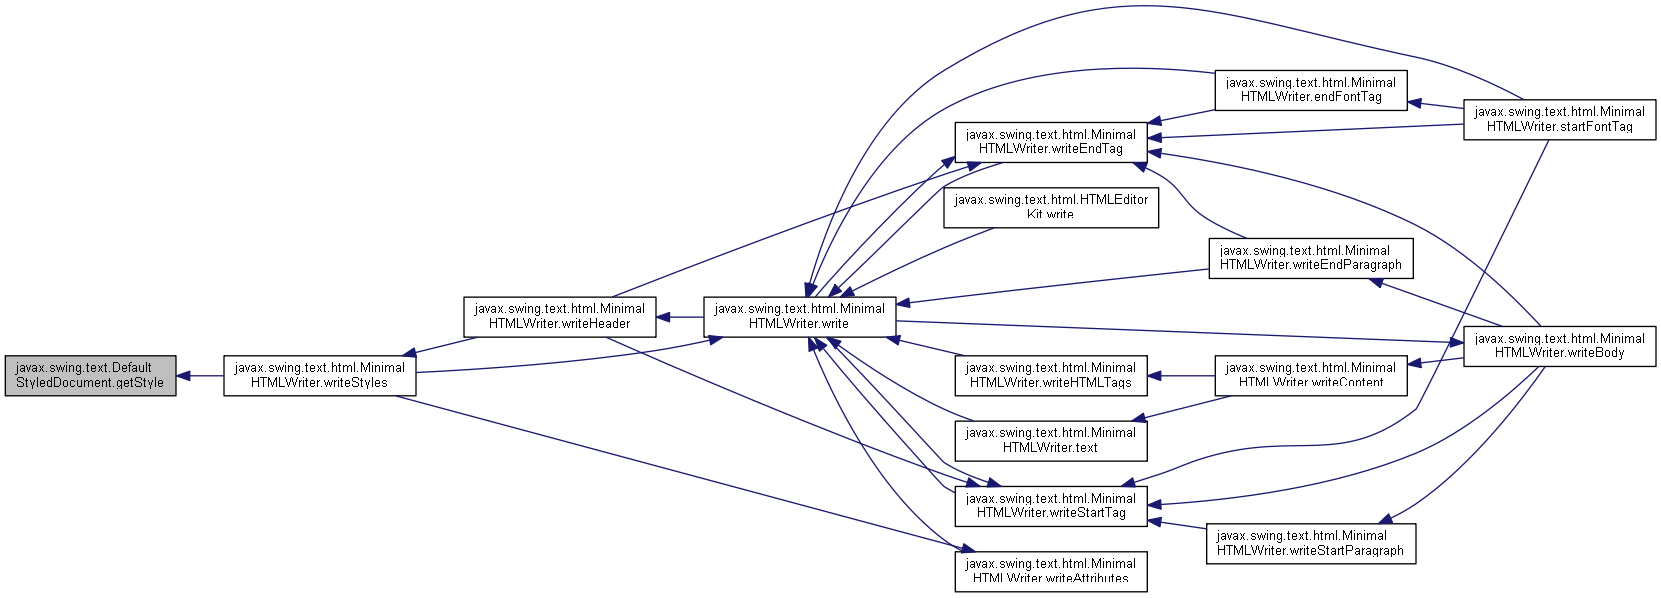 javax.swing.text.html.Minimal
HTMLWriter.endFontTag
javax.swing.text.html.Minimal
HTMLWriter.startFontTag
javax.swing.text.html.Minimal
HTMLWriter.writeEndTag
javax.swing.text.html.HTMLEditor
Kit.write
javax.swing.text.html.Minimal
HTMLWriter.writeEndParagraph
javax.swing.text.html.Minimal
HTMLWriter.writeHeader
javax.swing.text.html.Minimal
HTMLWriter.write
javax.swing.text.html.Minimal
HTMLWriter.writeBody
javax.swing.text.Default
StyledDocument.getStyle
javax.swing.text.html.Minimal
HTMLWriter.writeStyles
javax.swing.text.html.Minimal
HTMLWriter.writeHTMLTags
javax.swing.text.html.Minimal
HTMLWriter.writeContent
javax.swing.text.html.Minimal
HTMLWriter.text
javax.swing.text.html.Minimal
HTMLWriter.writeStartTag
javax.swing.text.html.Minimal
HTMLWriter.writeStartParagraph
javax.swing.text.html.Minimal
HTMLWriter.writeAttributes